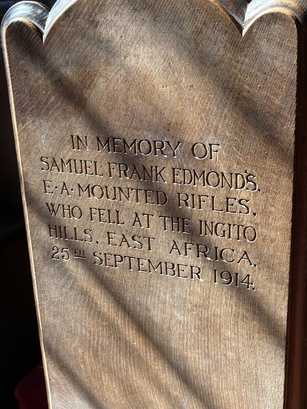 IN MEMORY OF
SAMUEL FRANK EDMONDS,
E·A·MOUNTED RIFLES,
WHO FELL AT THE INGITO
HILLS, EAST AFRICA.
25TH SEPTEMBER 1914.